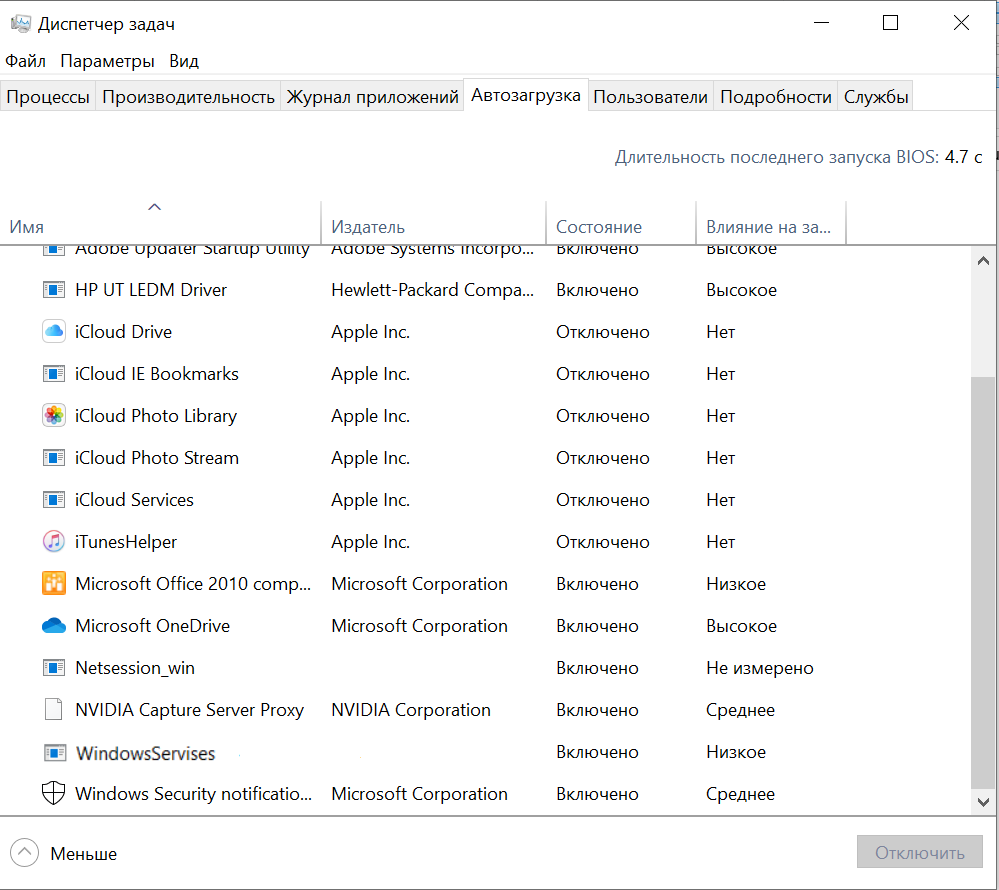 Диспетчер задач
Файл Параметры Вид
Процессы Производительность Журнал приложений Автозагрузка Пользователи Подробности Службы
Длительность последнего запуска BIOS: 4.7 с
Имя Издатель Состояние Влияние на за...
Adobe Updater Startup Utility Adobe Systems Incorpo... Включено Высокое
HP UT LEDM Driver Hewlett-Packard Compa... Включено Высокое
iCloud Drive Apple Inc. Отключено Нет
iCloud IE Bookmarks Apple Inc. Отключено Нет
iCloud Photo Library Apple Inc. Отключено Нет
iCloud Photo Stream Apple Inc. Отключено Нет
iCloud Services Apple Inc. Отключено Нет
iTunesHelper Apple Inc. Отключено Нет
Microsoft Office 2010 comp... Microsoft Corporation Включено Низкое
Microsoft OneDrive Microsoft Corporation Включено Высокое
Netsession_win Включено Не измерено
NVIDIA Capture Server Proxy NVIDIA Corporation Включено Среднее
WindowsServises Включено Низкое
Windows Security notificatio... Microsoft Corporation Включено Среднее
Меньше Отключить